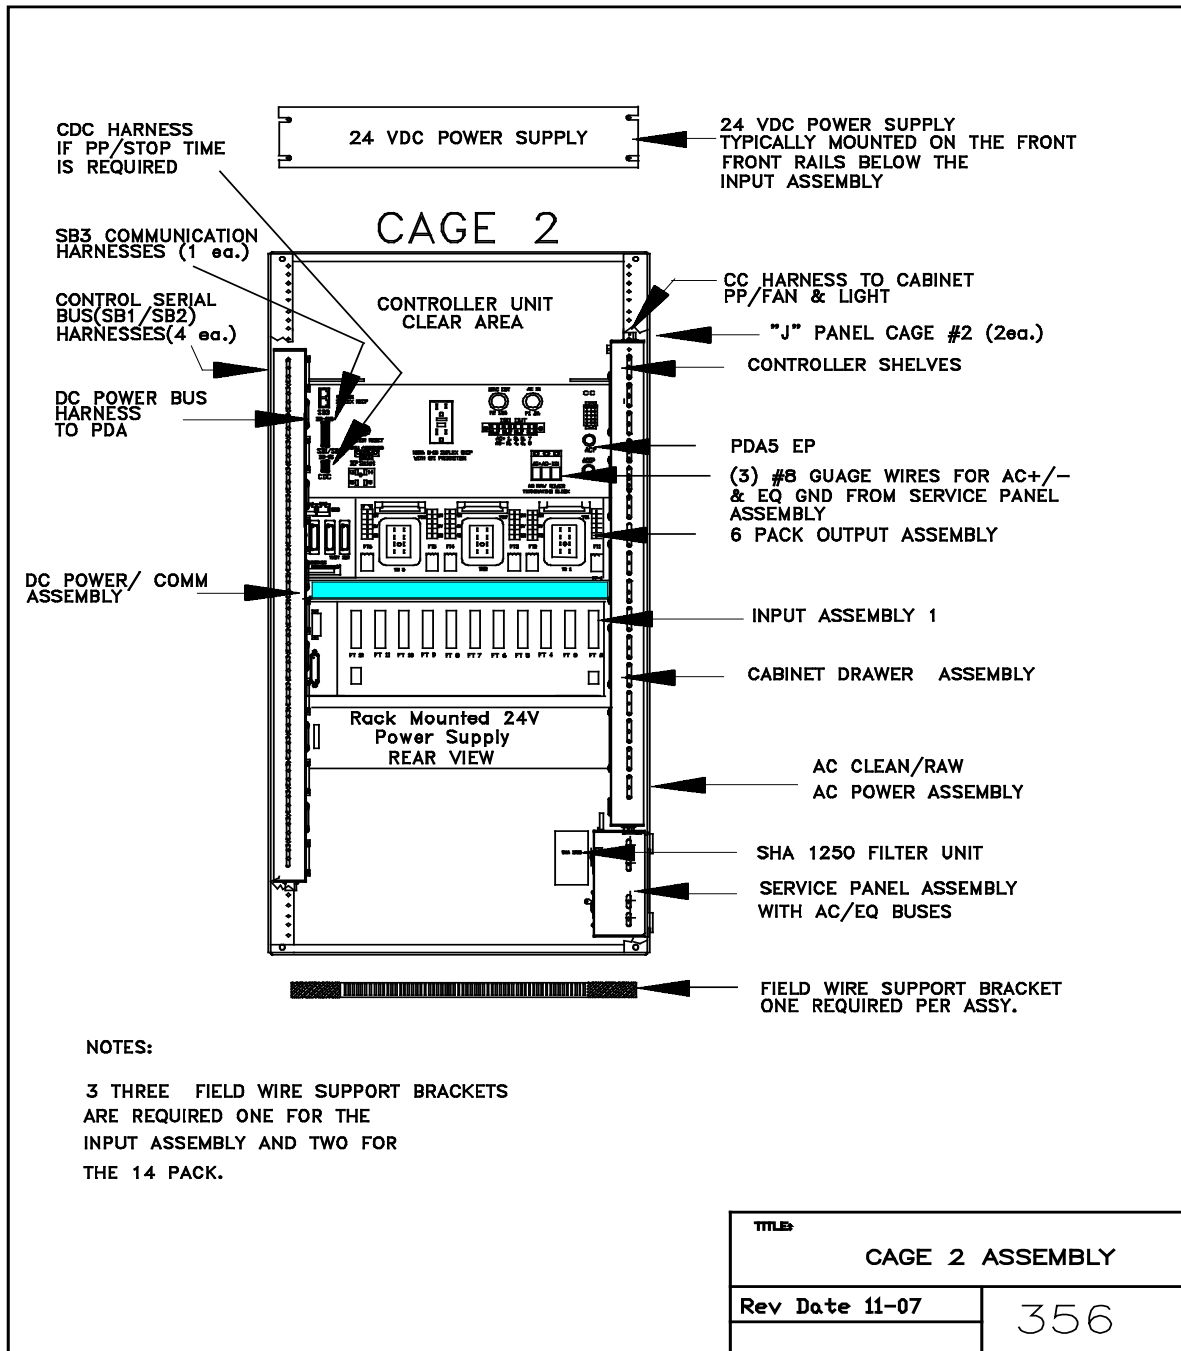 24 VDC POWER SUPPLY
CDC HARNESS
IF PP/STOP TIME
IS REQUIRED
24 VDC POWER SUPPLY
TYPICALLY MOUNTED ON THE FRONT
FRONT RAILS BELOW THE
INPUT ASSEMBLY
CAGE 2
SB3 COMMUNICATION
HARNESSES (1 ea.)
CONTROL SERIAL
BUS(SB1/SB2)
HARNESSES(4 ea.)
DC POWER BUS
HARNESS
TO PDA
DC POWER/ COMM
ASSEMBLY
CONTROLLER UNIT
CLEAR AREA
CC HARNESS TO CABINET
PP/FAN & LIGHT
"J" PANEL CAGE #2 (2ea.)
CONTROLLER SHELVES
PDA5 EP
(3) #8 GUAGE WIRES FOR AC+/-
& EQ GND FROM SERVICE PANEL
ASSEMBLY
6 PACK OUTPUT ASSEMBLY
INPUT ASSEMBLY 1
CABINET DRAWER ASSEMBLY
CDC
Rack Mounted 24V
Power Supply
REAR VIEW
AC CLEAN/RAW
AC POWER ASSEMBLY
SHA 1250 FILTER UNIT
SERVICE PANEL ASSEMBLY
WITH AC/EQ BUSES
FIELD WIRE SUPPORT BRACKET
ONE REQUIRED PER ASSY.
NOTES:
3 THREE FIELD WIRE SUPPORT BRACKETS
ARE REQUIRED ONE FOR THE
INPUT ASSEMBLY AND TWO FOR
THE 14 PACK.
TITLE:
CAGE 2 ASSEMBLY
Rev Date 11-07
356